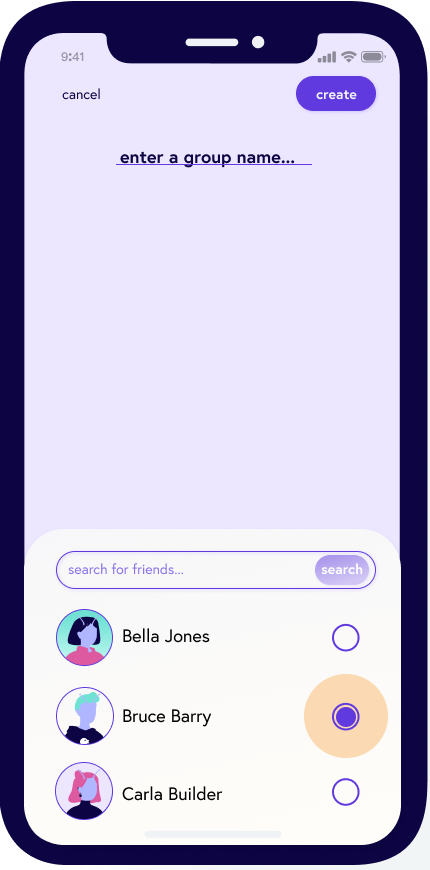 9:41
cancel
create
enter a group name...
search for friends...
search
Bella Jones
Bruce Barry
Carla Builder